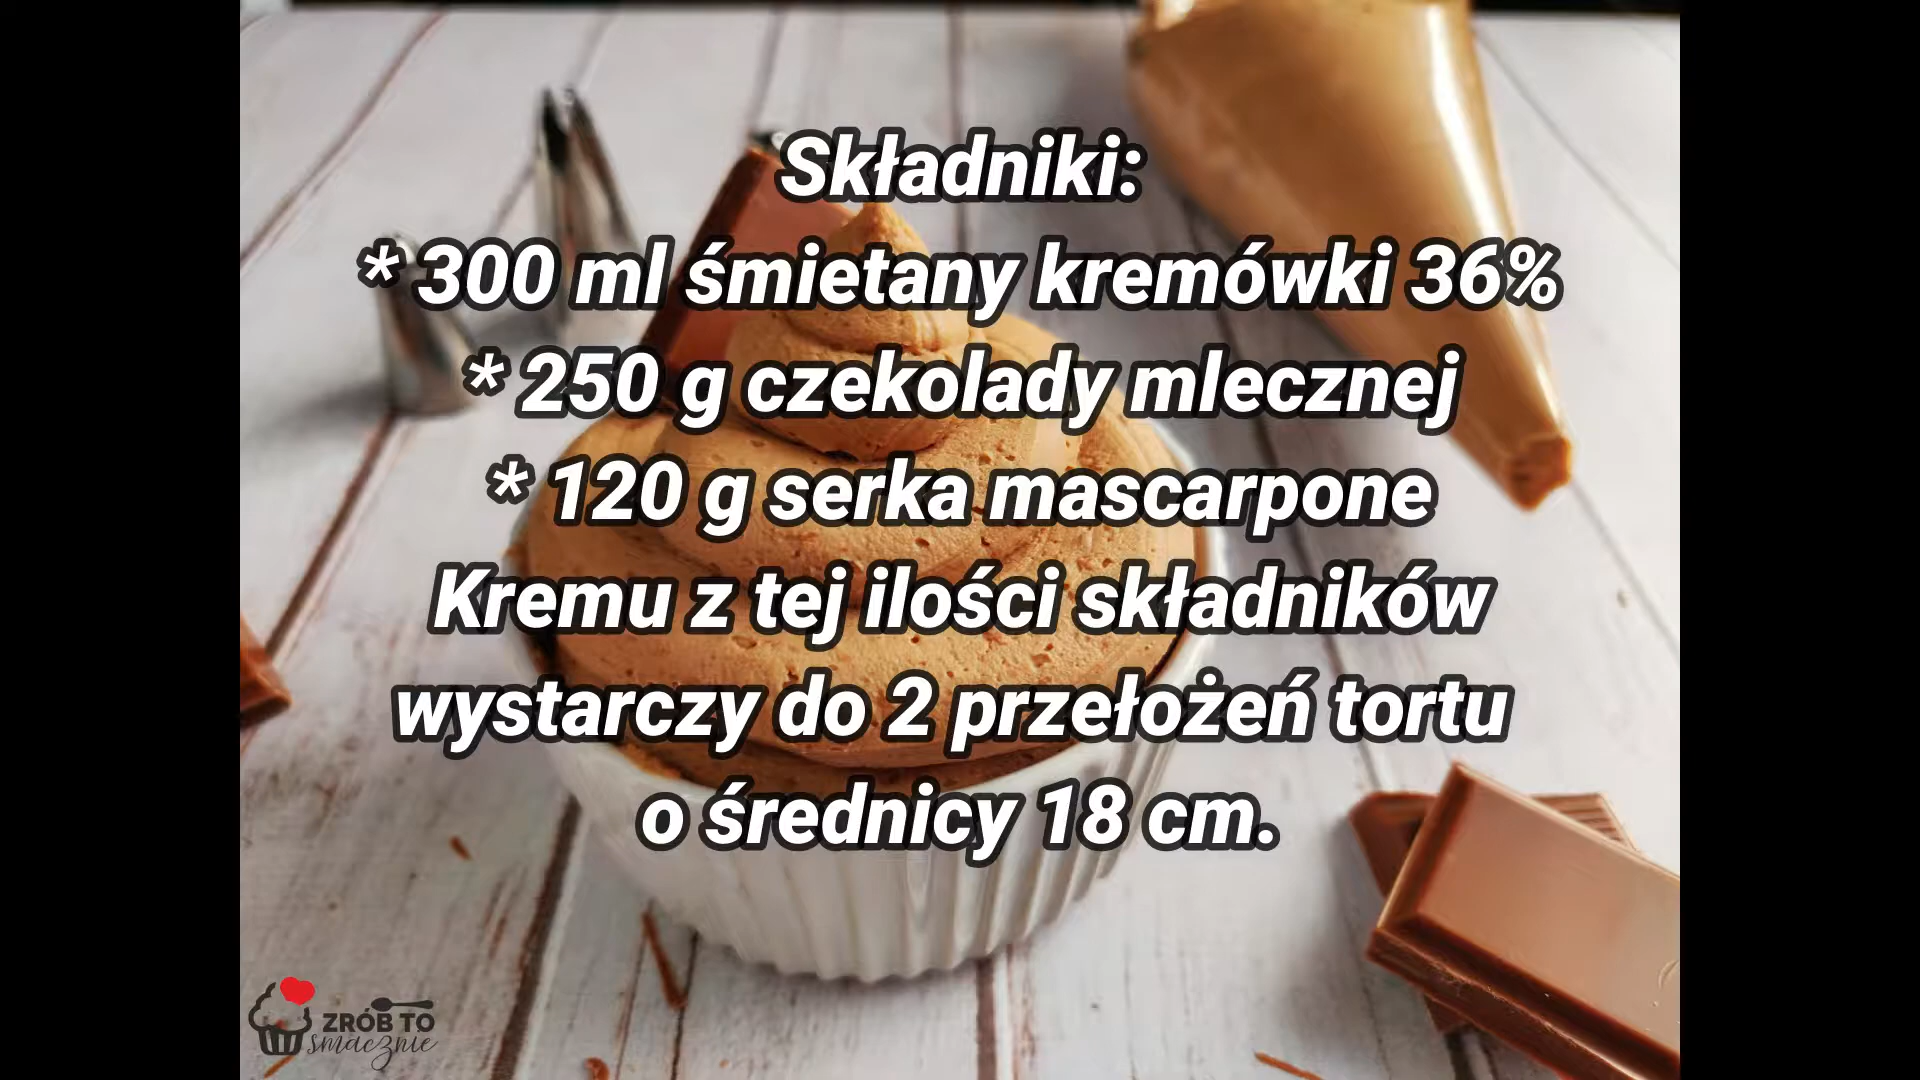 Składniki:
* 300 ml śmietany kremówki 36%
* 250 g czekolady mlecznej
* 120 g serka mascarpone
Kremu z tej ilości składników
wystarczy do 2 przełożeń tortu
o średnicy 18 cm.
ZRÓB TO
smacznie